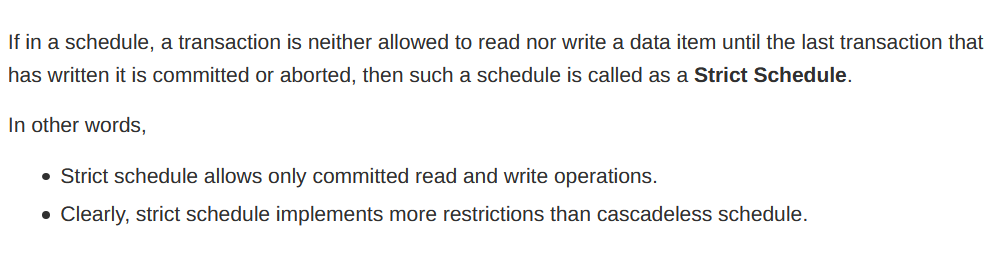 If in a schedule, a transaction is neither allowed to read nor write a data item until the last transaction that
has written it is committed or aborted, then such a schedule is called as a Strict Schedule.
In other words,
• Strict schedule allows only committed read and write operations.
• Clearly, strict schedule implements more restrictions than cascadeless schedule.